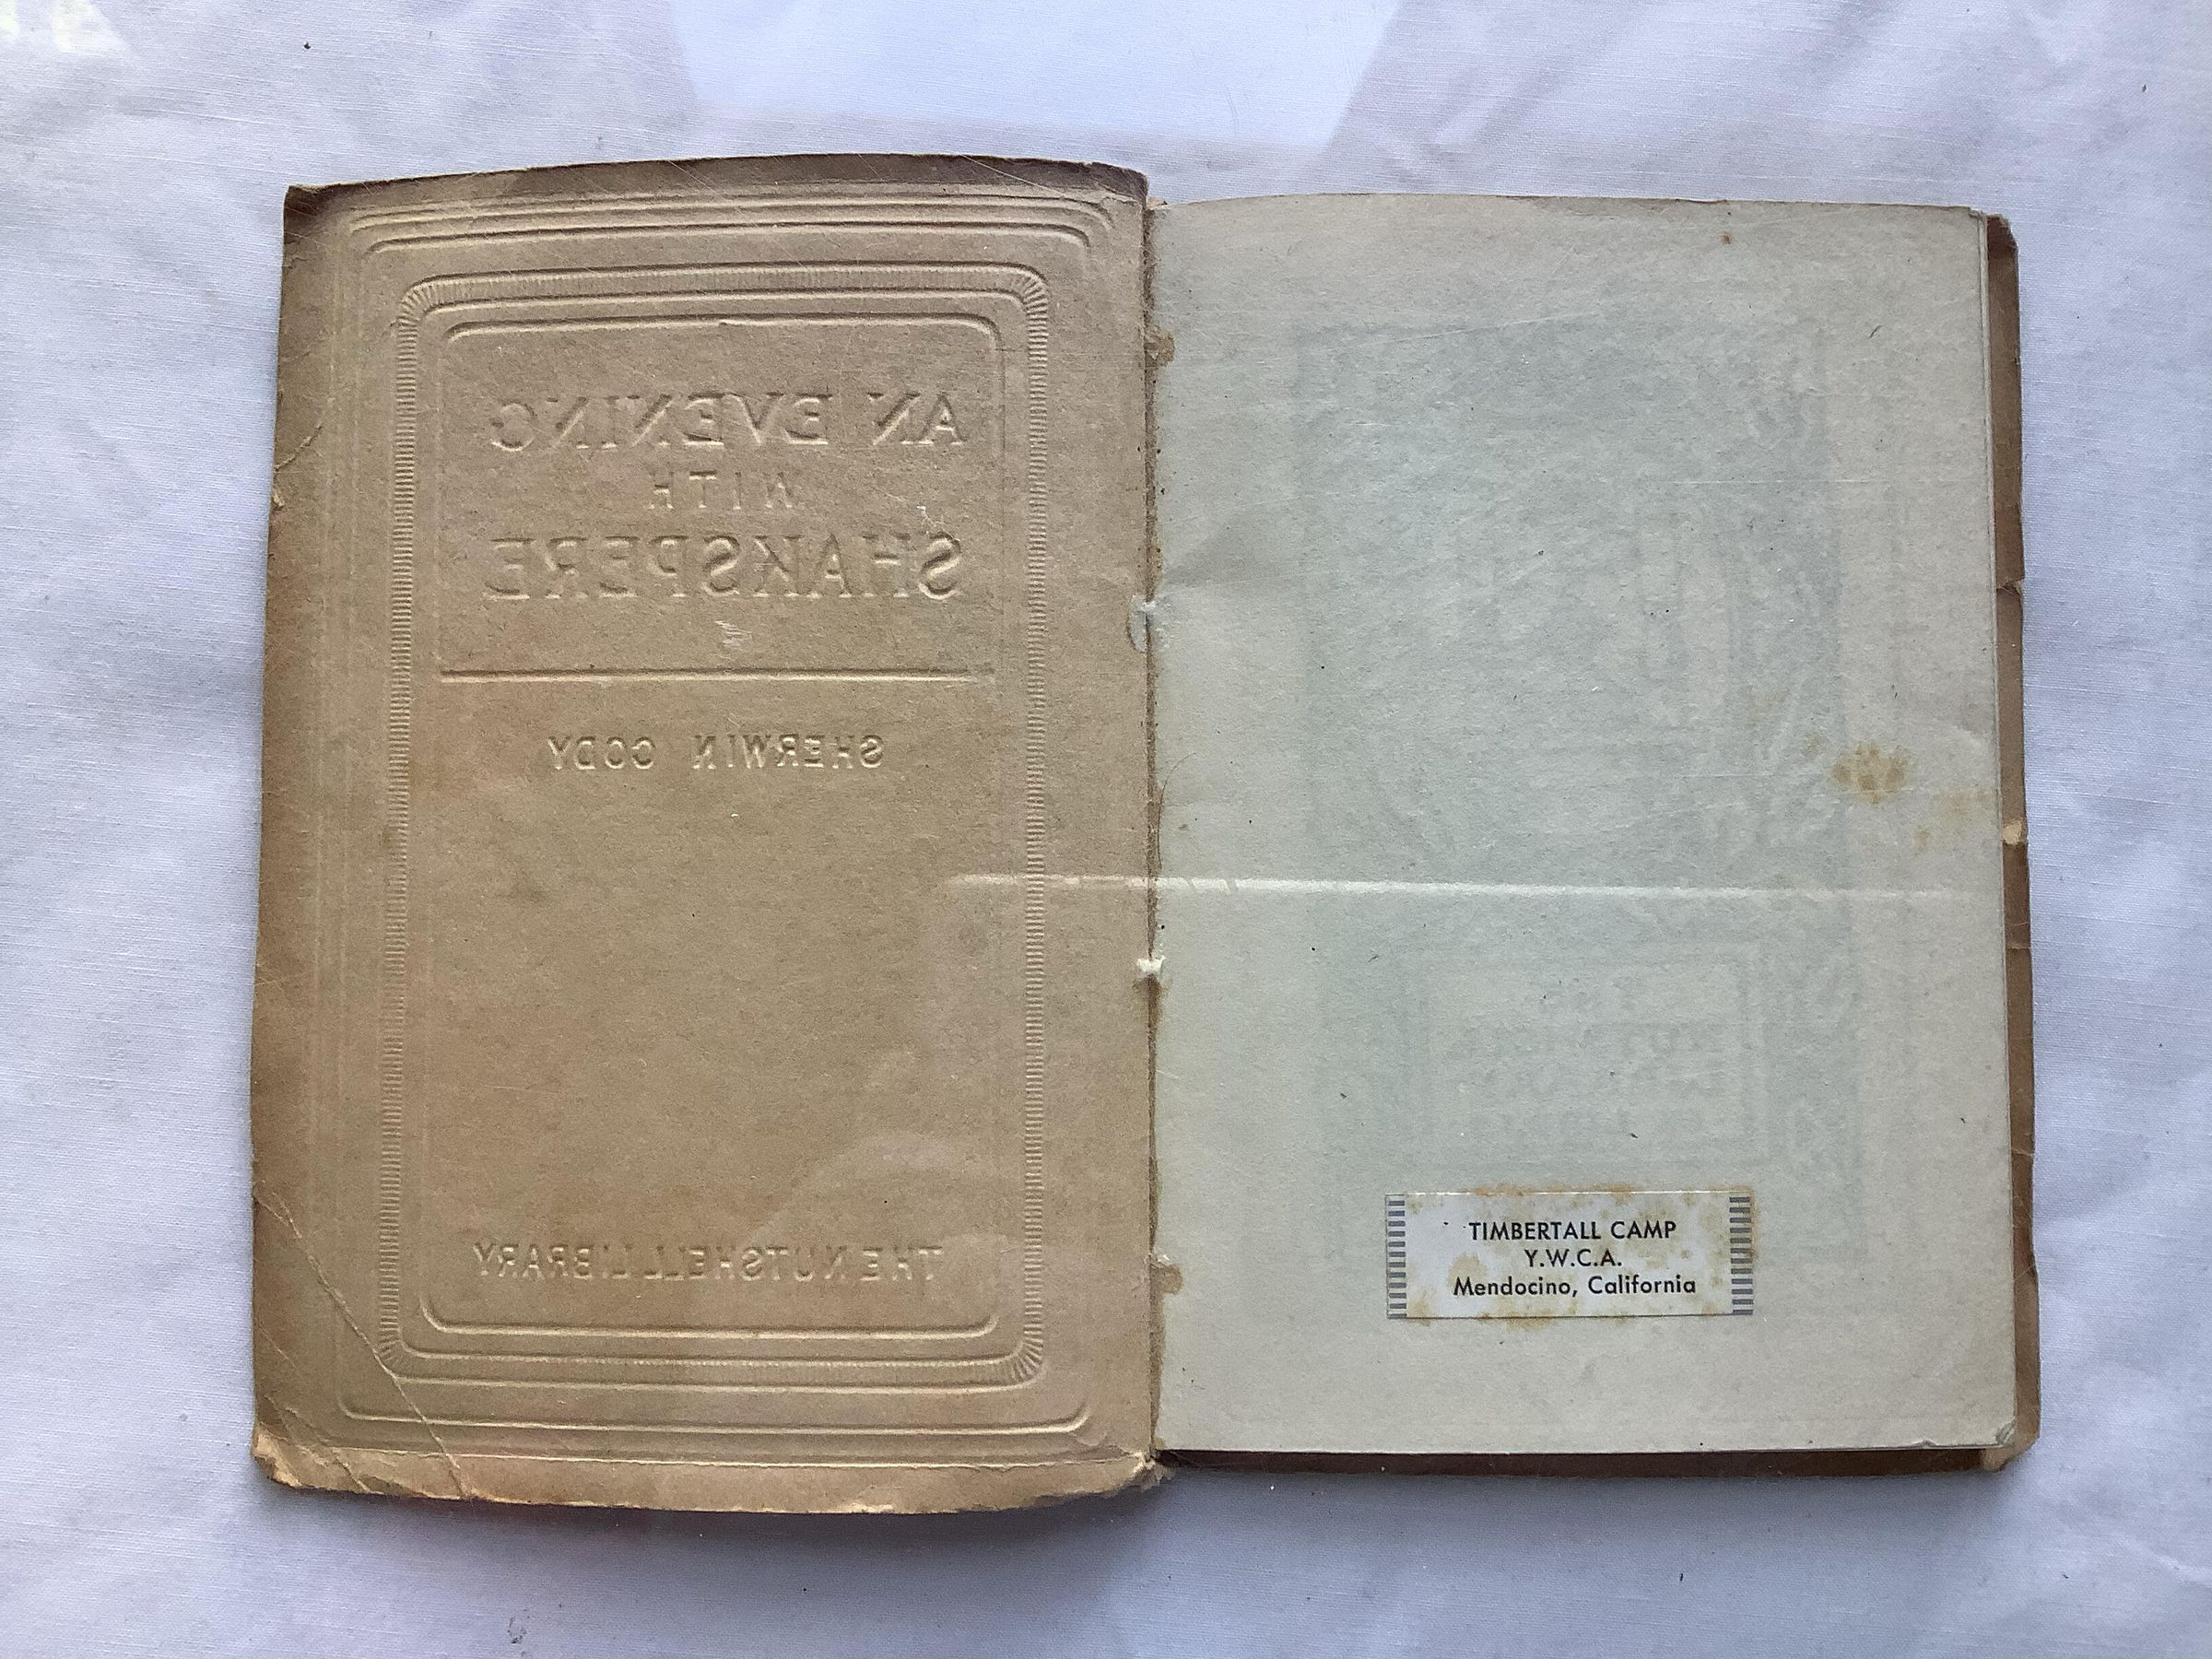 AN EVENING
WITH
SHAKSPERE
SHERWIN CODY
THE NUTSHELL LIBRARY
TIMBERTALL CAMP
Y.W.C.A.
Mendocino, California